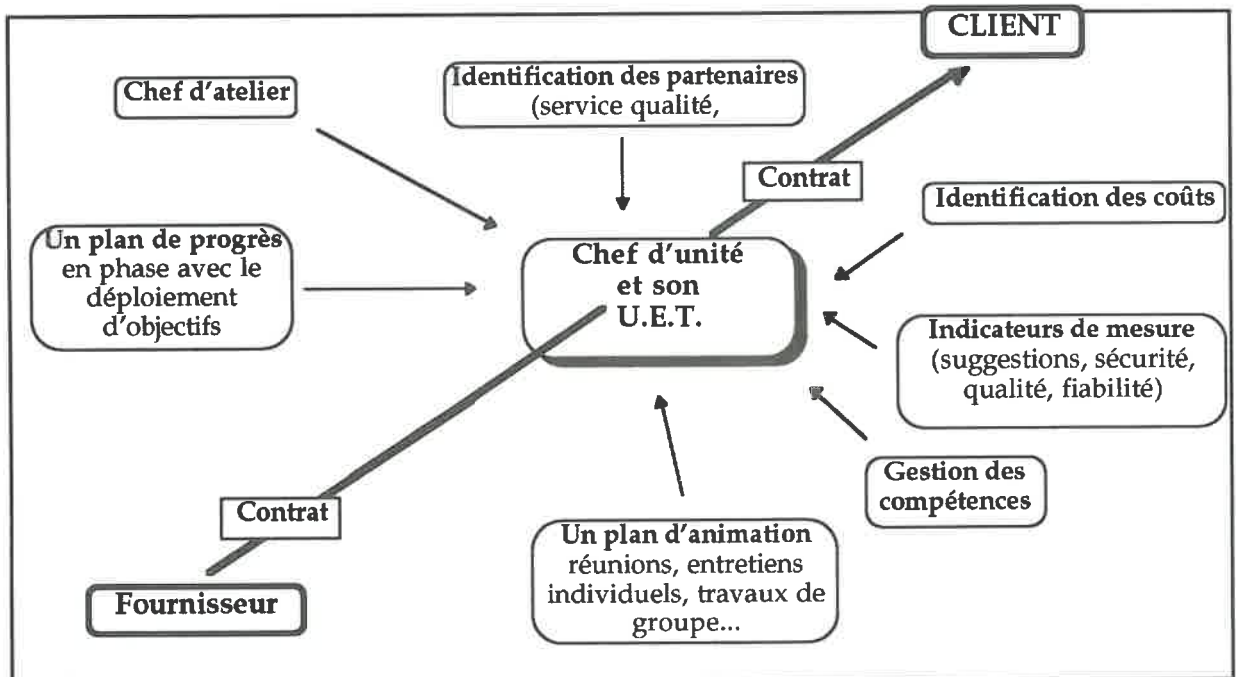 CLIENT
Chef d'atelier
Identification des partenaires
(service qualité,
Contrat
Identification des coûts
Un plan de progrès
en phase avec le
déploiement
d'objectifs
Chef d'unité
et son
U.E.T.
Indicateurs de mesure
(suggestions, sécurité,
qualité, fiabilité)
Gestion des
compétences
Contrat
Un plan d'animation
réunions, entretiens
individuels, travaux de
groupe...
Fournisseur